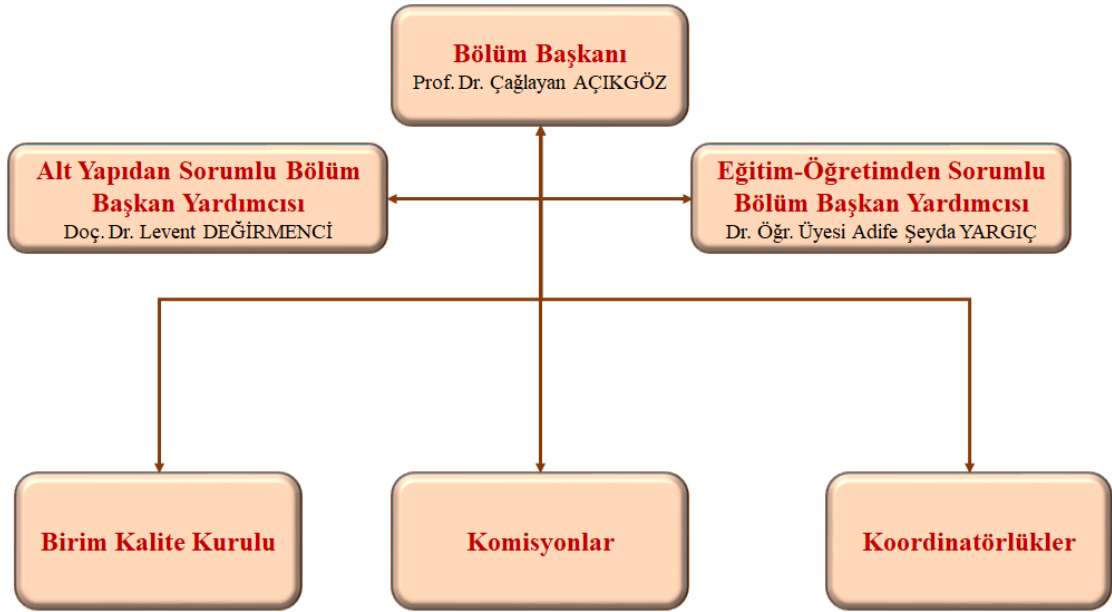 Bölüm Başkanı
Prof. Dr. Çağlayan AÇIKGÖZ
Alt Yapıdan Sorumlu Bölüm
Başkan Yardımcısı
Doç. Dr. Levent DEĞİRMENCİ
Eğitim-Öğretimden Sorumlu
Bölüm Başkan Yardımcısı
Dr. Öğr. Üyesi Adife Şeyda YARGIÇ
Birim Kalite Kurulu
Komisyonlar
Koordinatörlükler